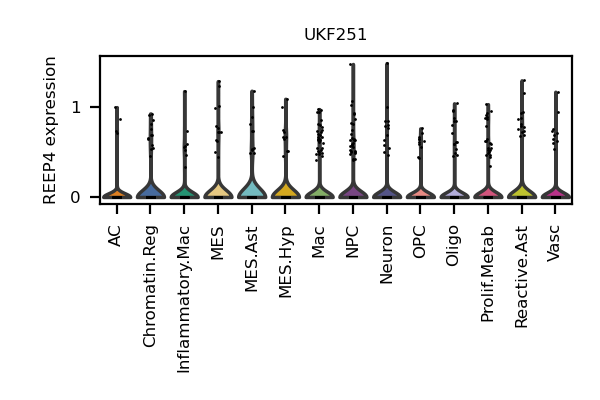 UKF251
REEP4 expression
1
0
AC
Chromatin.Reg
Inflammatory.Mac
MES
MES.Ast
MES.Hyp
Mac
NPC
Neuron
OPC
Oligo
Prolif.Metab
Reactive.Ast
Vasc